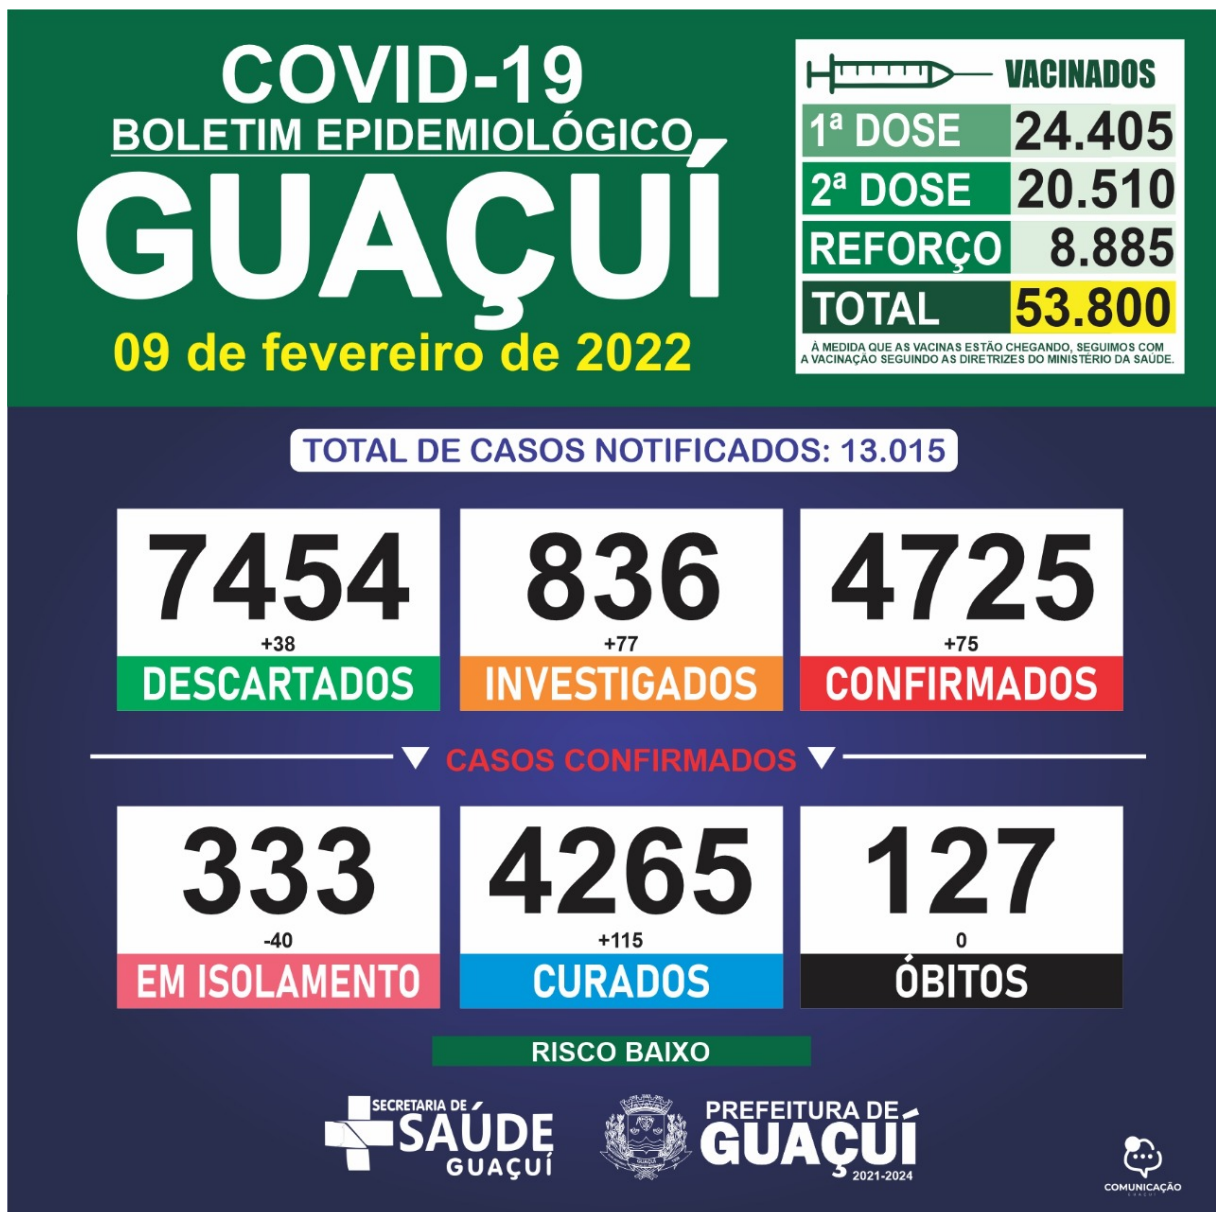 COVID-19
BOLETIM EPIDEMIOLÓGICO
GUAÇUÍ
09 de fevereiro de 2022
VACINADOS
1ª DOSE 24.405
2ª DOSE 20.510
REFORÇO 8.885
TOTAL 53.800
À MEDIDA QUE AS VACINAS ESTÃO CHEGANDO, SEGUIMOS COM
A VACINAÇÃO SEGUINDO AS DIRETRIZES DO MINISTÉRIO DA SAÚDE.
TOTAL DE CASOS NOTIFICADOS: 13.015
7454
+38
DESCARTADOS
836
+77
INVESTIGADOS
4725
+75
CONFIRMADOS
CASOS CONFIRMADOS
333
-40
EM ISOLAMENTO
4265
+115
CURADOS
127
0
ÓBITOS
RISCO BAIXO
SECRETARIA DE
SAÚDE
GUAÇUÍ
PREFEITURA DE
GUAÇUÍ
2021-2024
COMUNICAÇÃO